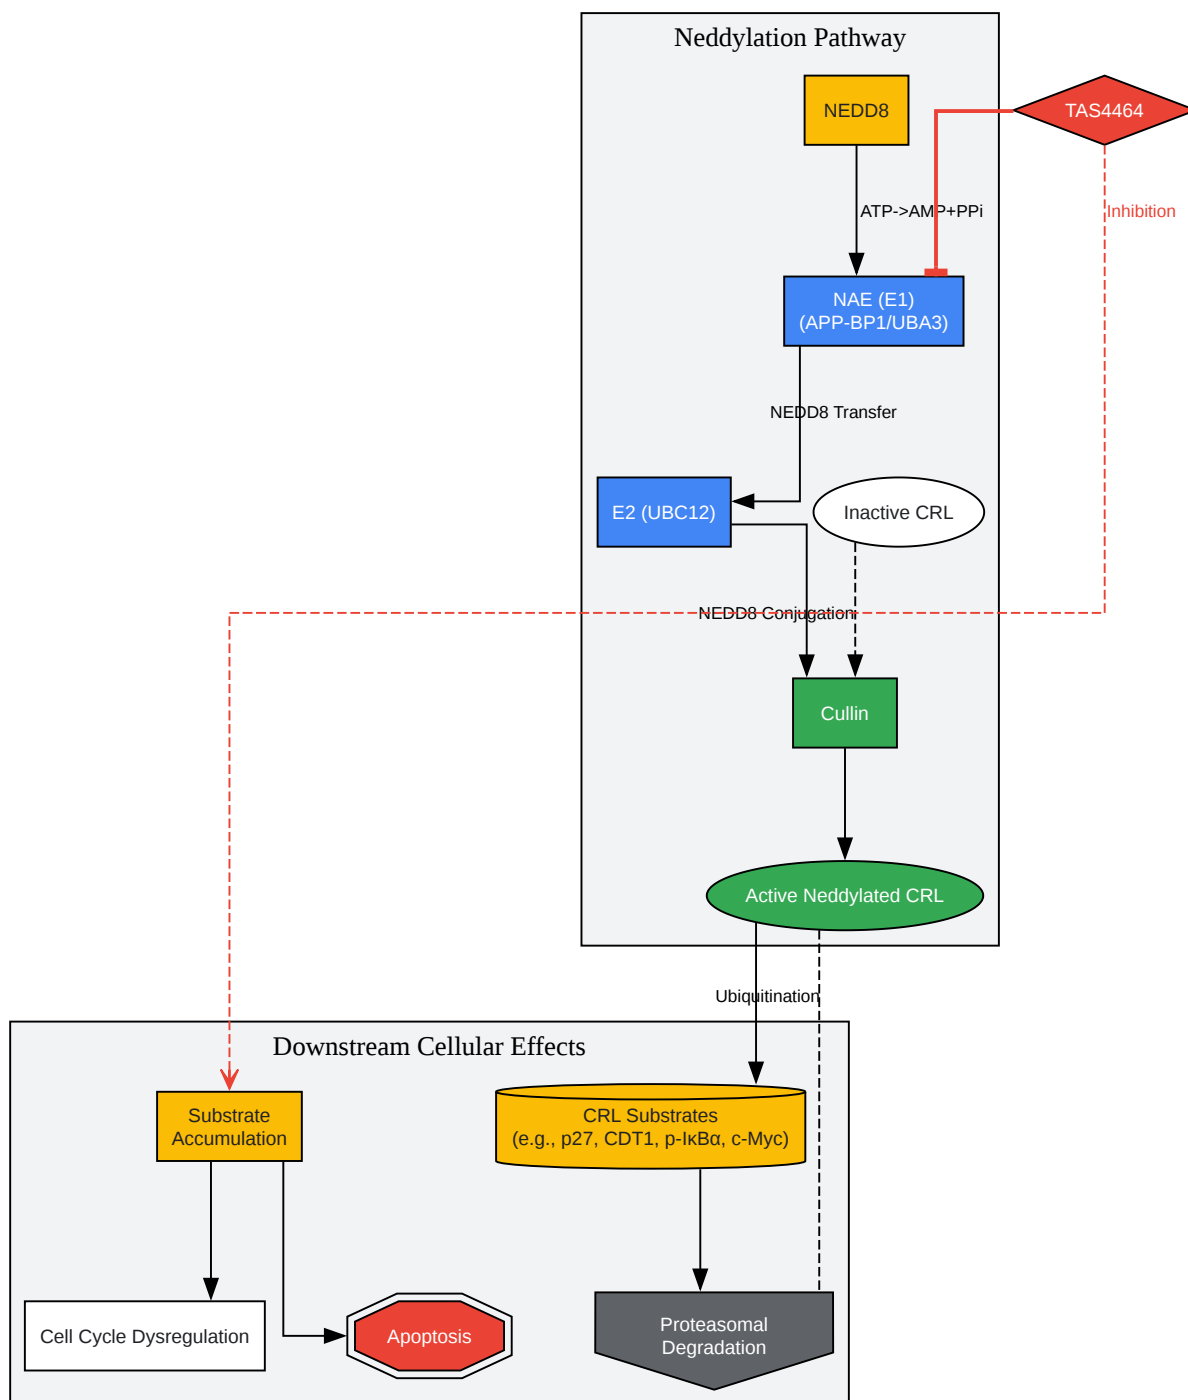 Neddylation Pathway
NEDD8
TAS4464
ATP->AMP+PPi
Inhibition
NAE (E1)
(APP-BP1/UBA3)
NEDD8 Transfer
E2 (UBC12)
Inactive CRL
NEDD8 Conjugation
Cullin
Active Neddylated CRL
Ubiquitination
Downstream Cellular Effects
Substrate
Accumulation
CRL Substrates
(e.g., p27, CDT1, p-IκBα, c-Myc)
Cell Cycle Dysregulation
Apoptosis
Proteasomal
Degradation